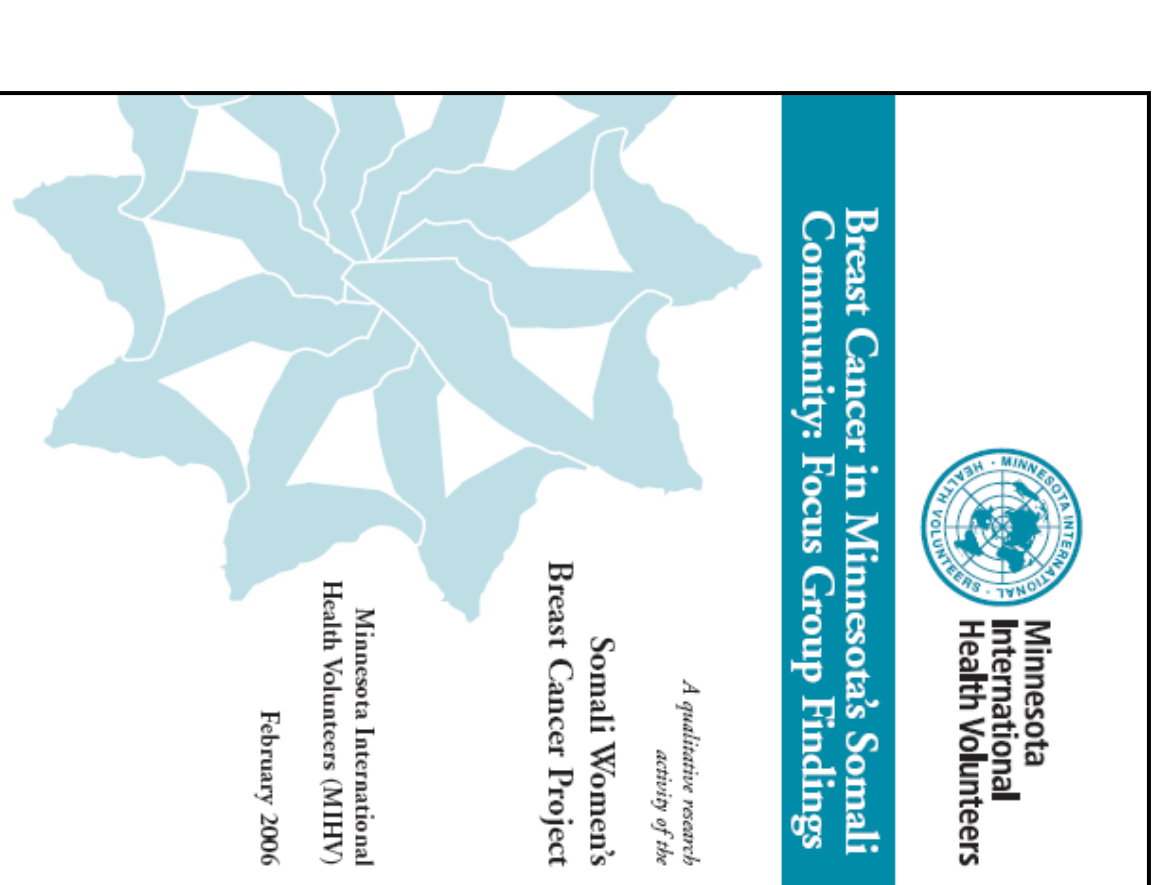 MINNESOTA INTERNATIONAL · HEALTH VOLUNTEERS ·
Minnesota
International
Health Volunteers
Breast Cancer in Minnesota's Somali
Community: Focus Group Findings
A qualitative research
activity of the
Somali Women's
Breast Cancer Project
Minnesota International
Health Volunteers (MIHV)
February 2006